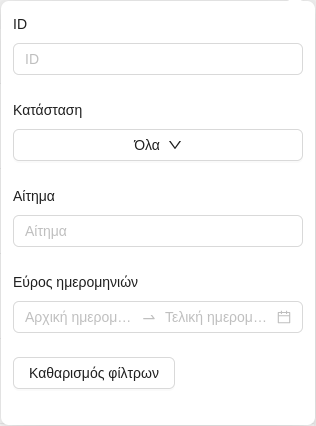 ID
ID
Κατάσταση
Όλα
Αίτημα
Αίτημα
Εύρος ημερομηνιών
Αρχική ημερομ... Τελική ημερομ...
Καθαρισμός φίλτρων